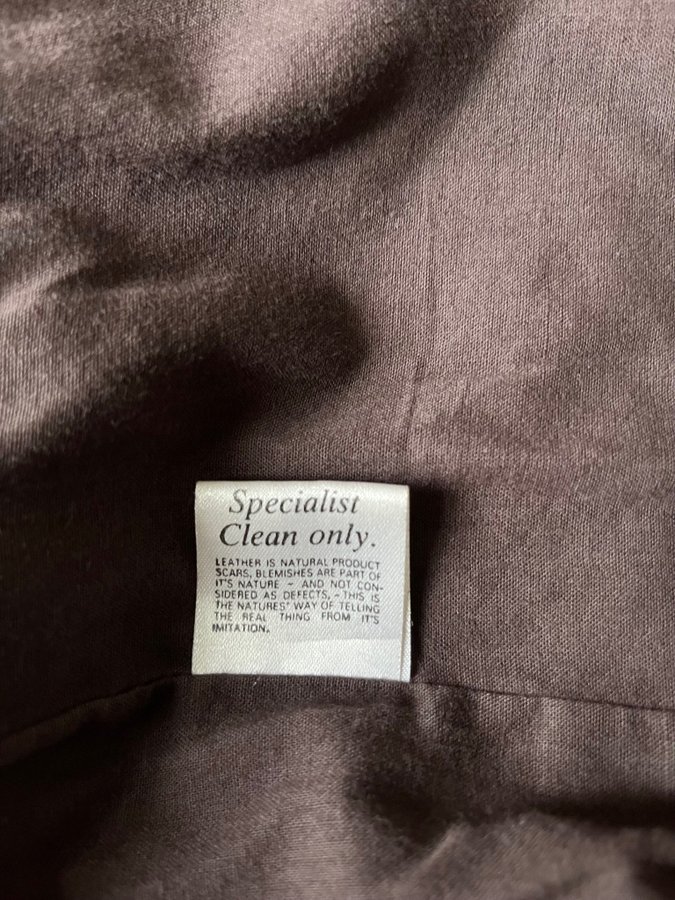 Specialist
Clean only.
LEATHER IS NATURAL PRODUCT
SCARS, BLEMISHES ARE PART OF
IT'S NATURE - AND NOT CON-
SIDERED AS DEFECTS, - THIS IS
THE NATURES' WAY OF TELLING
THE REAL THING FROM IT'S
IMITATION.